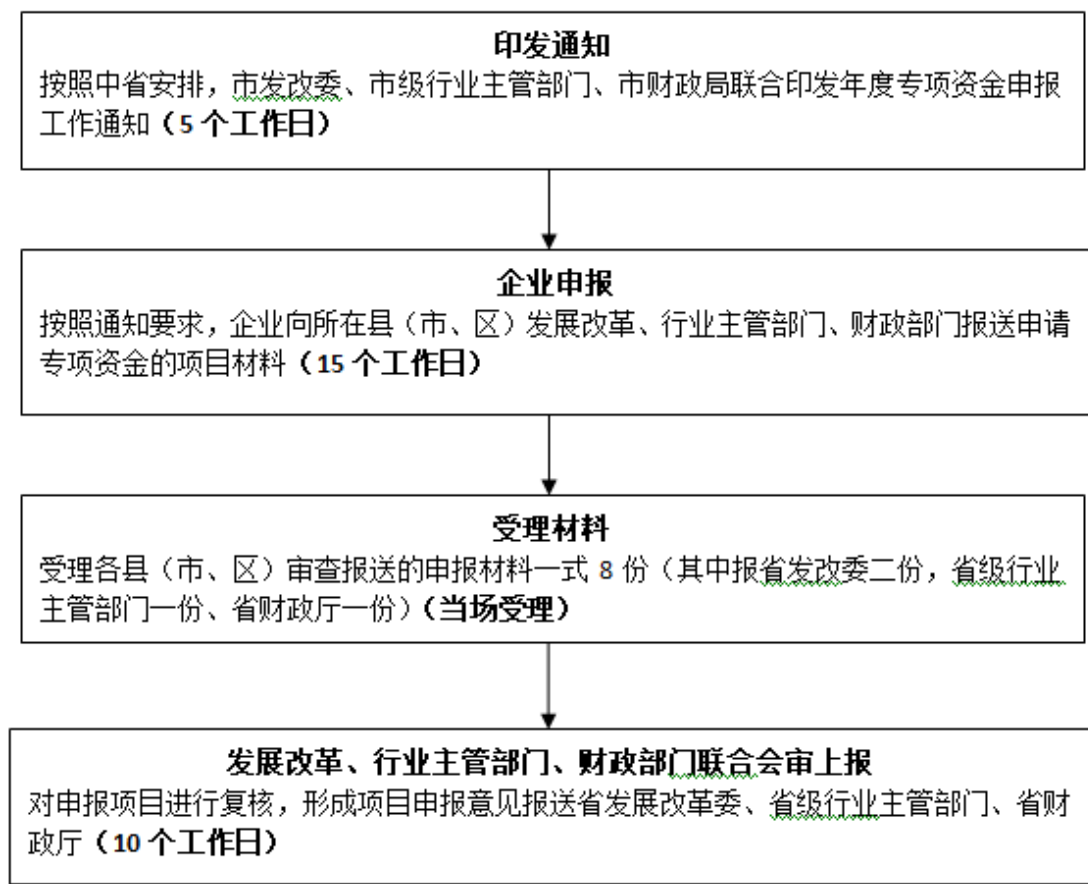 印发通知
按照中省安排，市发改委、市级行业主管部门、市财政局联合印发年度专项资金申报
工作通知（5 个工作日）
企业申报
按照通知要求，企业向所在县（市、区）发展改革、行业主管部门、财政部门报送申请
专项资金的项目材料（15 个工作日）
受理材料
受理各县（市、区）审查报送的申报材料一式 8 份（其中报省发改委二份，省级行业
主管部门一份、省财政厅一份）（当场受理）
发展改革、行业主管部门、财政部门联合会审上报
对申报项目进行复核，形成项目申报意见报送省发展改革委、省级行业主管部门、省财
政厅（10 个工作日）